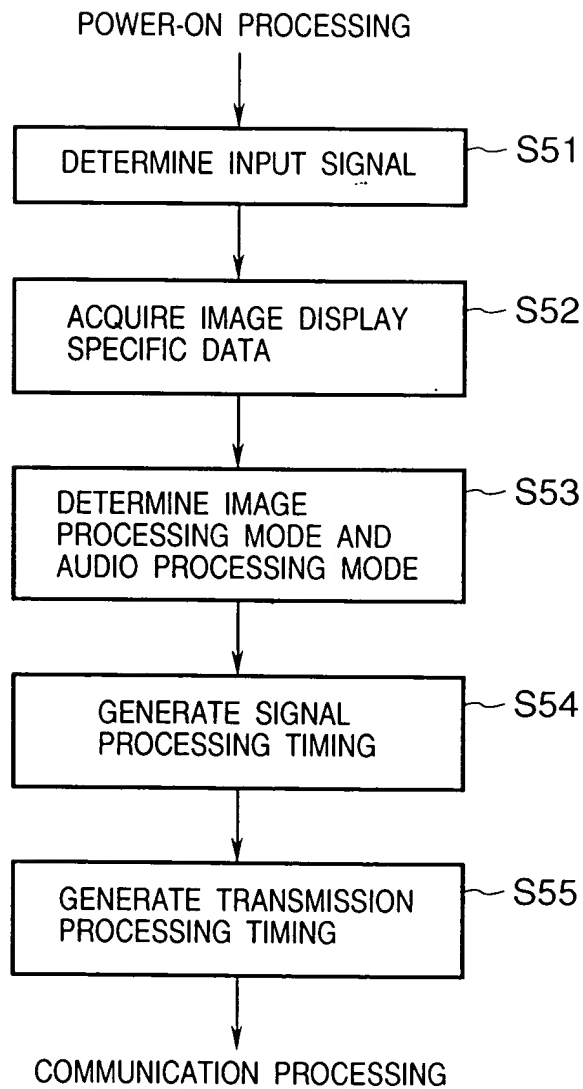 POWER-ON PROCESSING
DETERMINE INPUT SIGNAL
S51
ACQUIRE IMAGE DISPLAY
SPECIFIC DATA
S52
DETERMINE IMAGE
PROCESSING MODE AND
AUDIO PROCESSING MODE
S53
GENERATE SIGNAL
PROCESSING TIMING
S54
GENERATE TRANSMISSION
PROCESSING TIMING
S55
COMMUNICATION PROCESSING